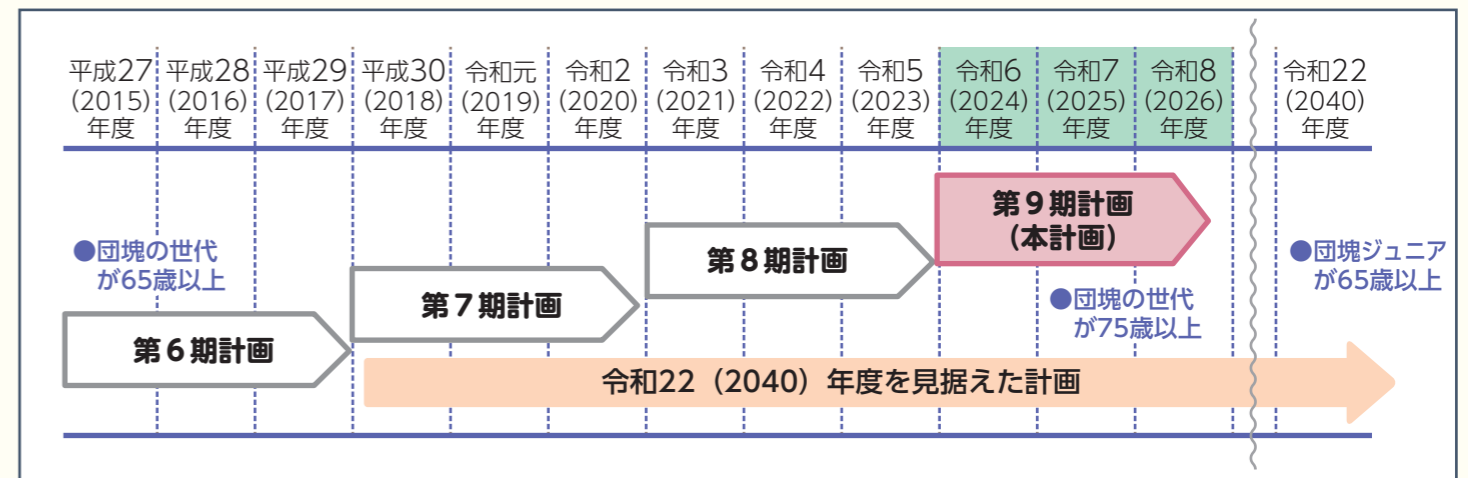 平成27
(2015)
年度
平成28
(2016)
年度
平成29
(2017)
年度
平成30
(2018)
年度
令和元
(2019)
年度
令和2
(2020)
年度
令和3
(2021)
年度
令和4
(2022)
年度
令和5
(2023)
年度
令和6
(2024)
年度
令和7
(2025)
年度
令和8
(2026)
年度
令和22
(2040)
年度
●団塊の世代
が65歳以上
第6期計画
第7期計画
第8期計画
第9期計画
(本計画)
●団塊の世代
が75歳以上
●団塊ジュニア
が65歳以上
令和22（2040）年度を見据えた計画